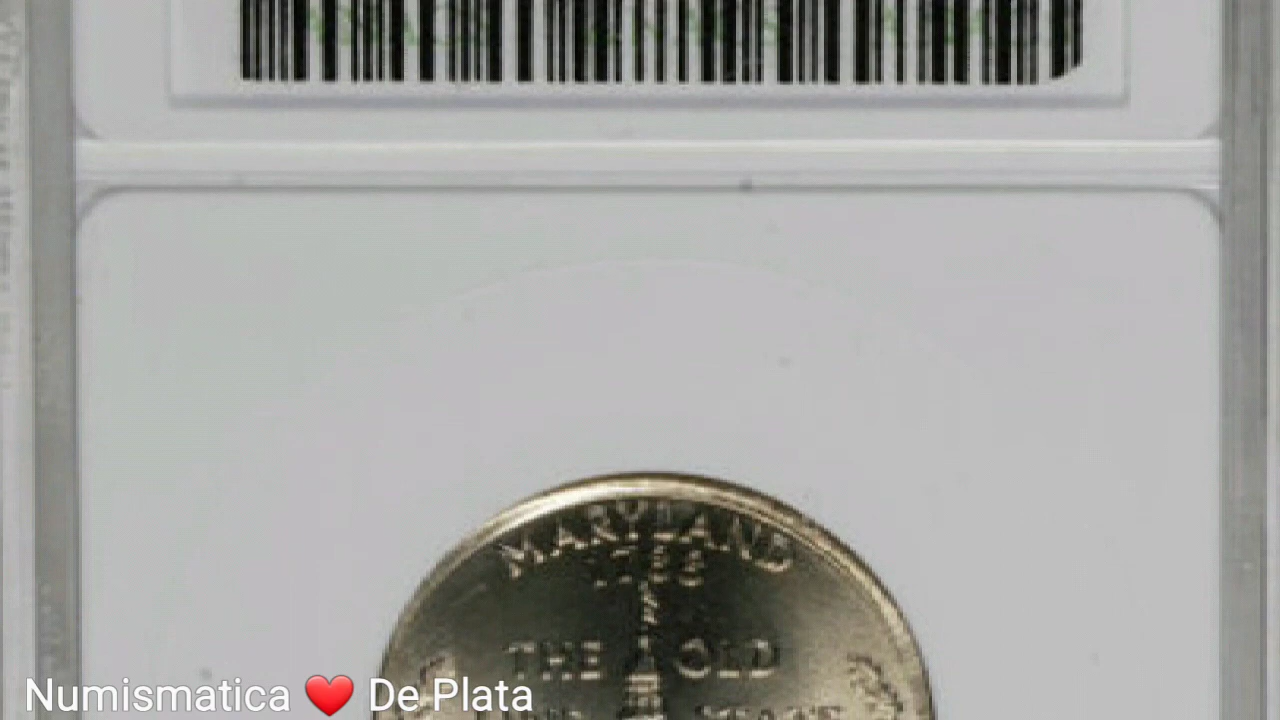 MARYLAND
1788
THE OLD
Numismatica ❤️ De Plata